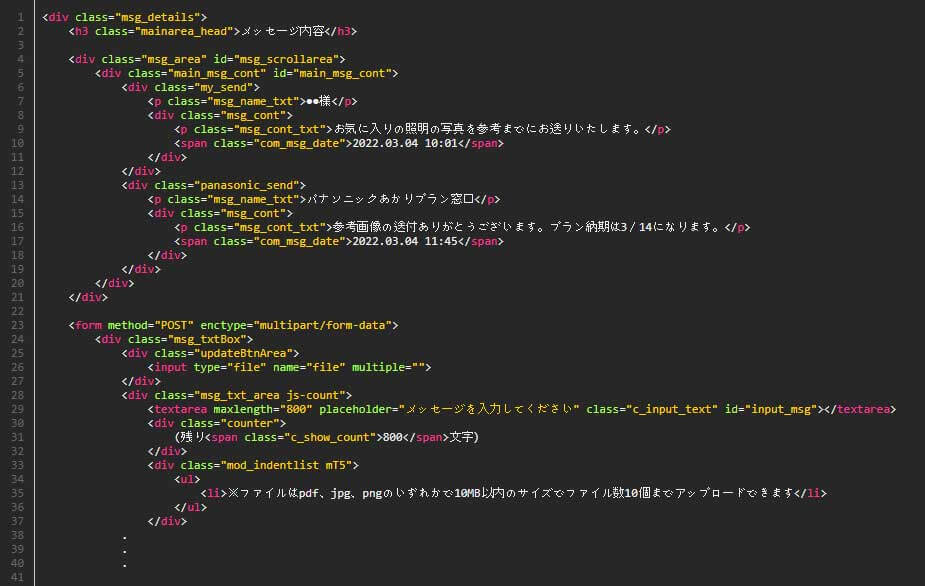 1 <div class="msg_details">
2 <h3 class="mainarea_head">メッセージ内容</h3>
3
4 <div class="msg_area" id="msg_scrollarea">
5 <div class="main_msg_cont" id="main_msg_cont">
6 <div class="my_send">
7 <p class="msg_name_txt">●●様</p>
8 <div class="msg_cont">
9 <p class="msg_cont_txt">お気に入りの照明の写真を参考までにお送りいたします。</p>
10 <span class="com_msg_date">2022.03.04 10:01</span>
11 </div>
12 </div>
13 <div class="panasonic_send">
14 <p class="msg_name_txt">パナソニックあかりプラン窓口</p>
15 <div class="msg_cont">
16 <p class="msg_cont_txt">参考画像の送付ありがとうございます。プラン納期は3/14になります。</p>
17 <span class="com_msg_date">2022.03.04 11:45</span>
18 </div>
19 </div>
20 </div>
21 </div>
22
23 <form method="POST" enctype="multipart/form-data">
24 <div class="msg_txtBox">
25 <div class="updateBtnArea">
26 <input type="file" name="file" multiple="">
27 </div>
28 <div class="msg_txt_area js-count">
29 <textarea maxlength="800" placeholder="メッセージを入力してください" class="c_input_text" id="input_msg"></textarea>
30 <div class="counter">
31 (残り<span class="c_show_count">800</span>文字)
32 </div>
33 <div class="mod_indentlist mT5">
34 <ul>
35 <li>※ファイルはpdf、jpg、pngのいずれかで10MB以内のサイズでファイル数10個までアップロードできます</li>
36 </ul>
37 </div>
38 .
39 .
40 .
41